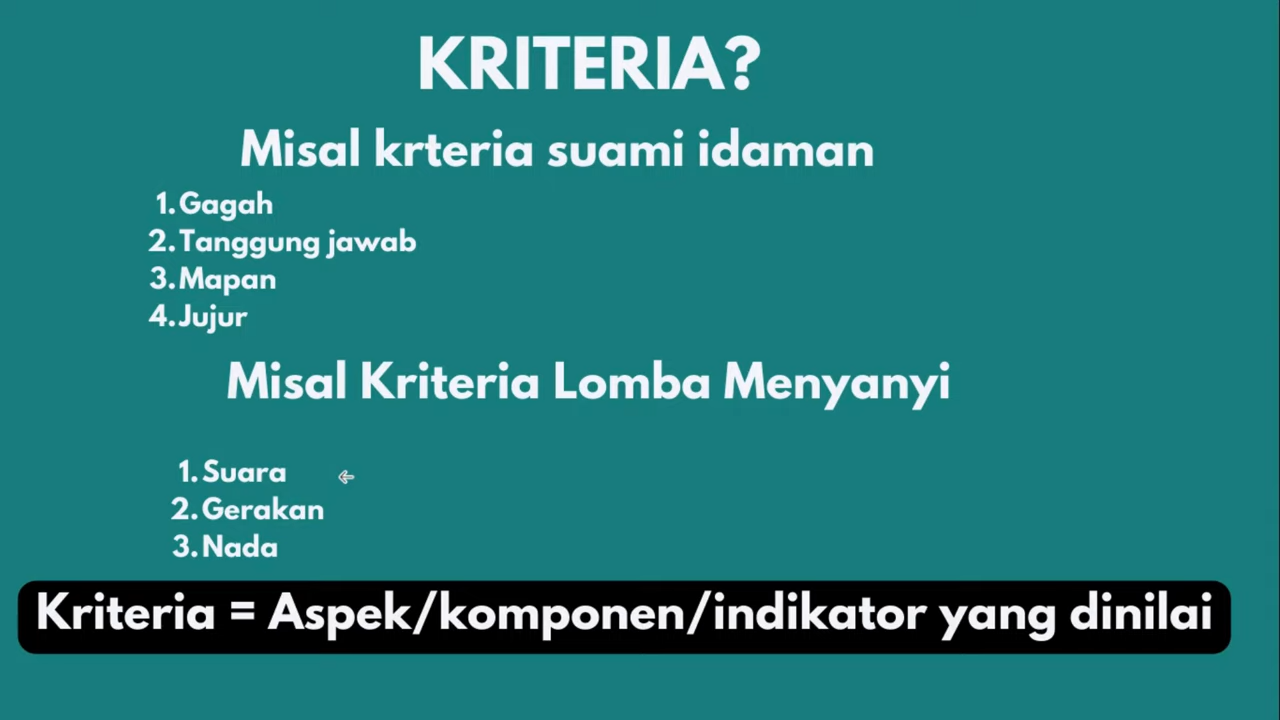 KRITERIA?
Misal krteria suami idaman
1. Gagah
2. Tanggung jawab
3. Mapan
4. Jujur
Misal Kriteria Lomba Menyanyi
1. Suara
2. Gerakan
3. Nada
Kriteria = Aspek/komponen/indikator yang dinilai